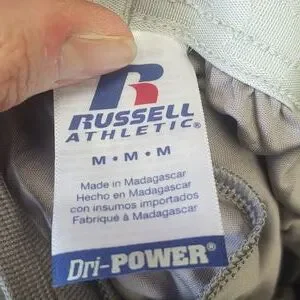 R
RUSSELL
ATHLETIC®
M • M • M
Made in Madagascar
Hecho en Madagascar
con insumos importados
Fabriqué à Madagascar
Dri-POWER®